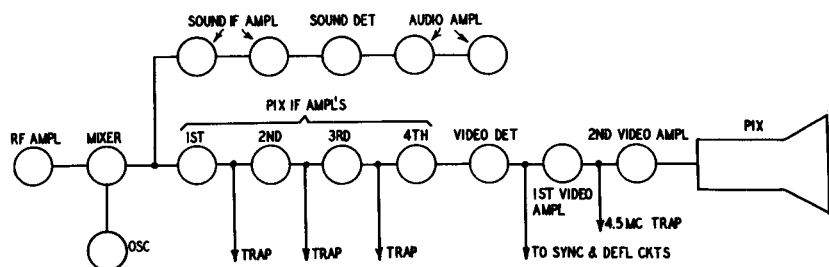 SOUND IF AMPL
SOUND DET
AUDIO AMPL
PIX IF AMPL'S
RF AMPL
MIXER
1ST
2ND
3RD
4TH
VIDEO DET
2ND VIDEO AMPL
PIX
1ST VIDEO
AMPL
4.5MC TRAP
OSC
TRAP
TRAP
TRAP
TO SYNC & DEFL CKTS